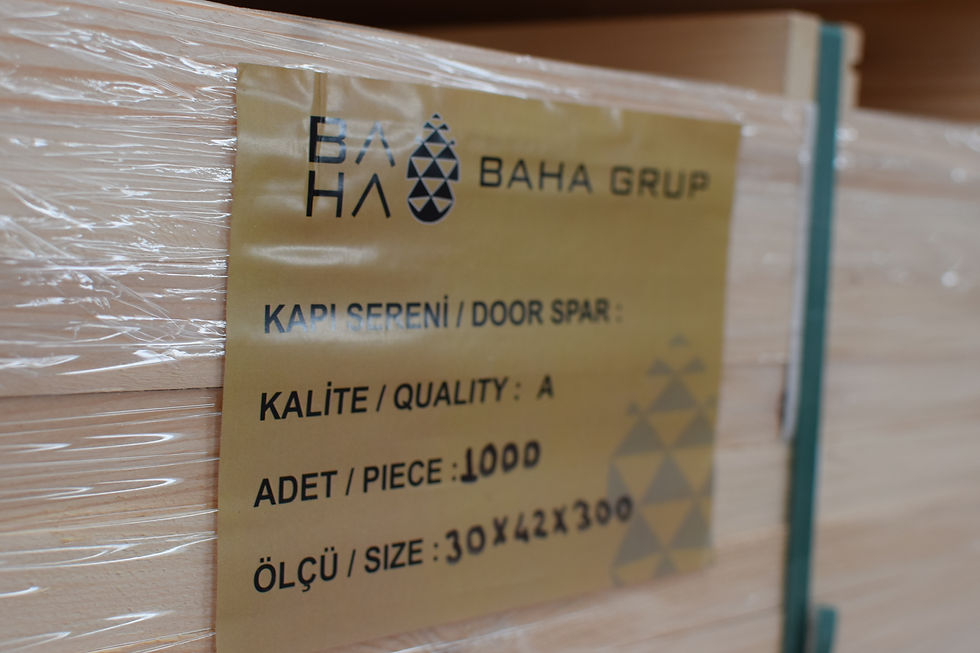 BA
HA
BAHA GRUP
KAPI SERENİ / DOOR SPAR :
KALİTE / QUALITY : A
ADET / PIECE : 1000
ÖLÇÜ / SIZE : 30X42X300